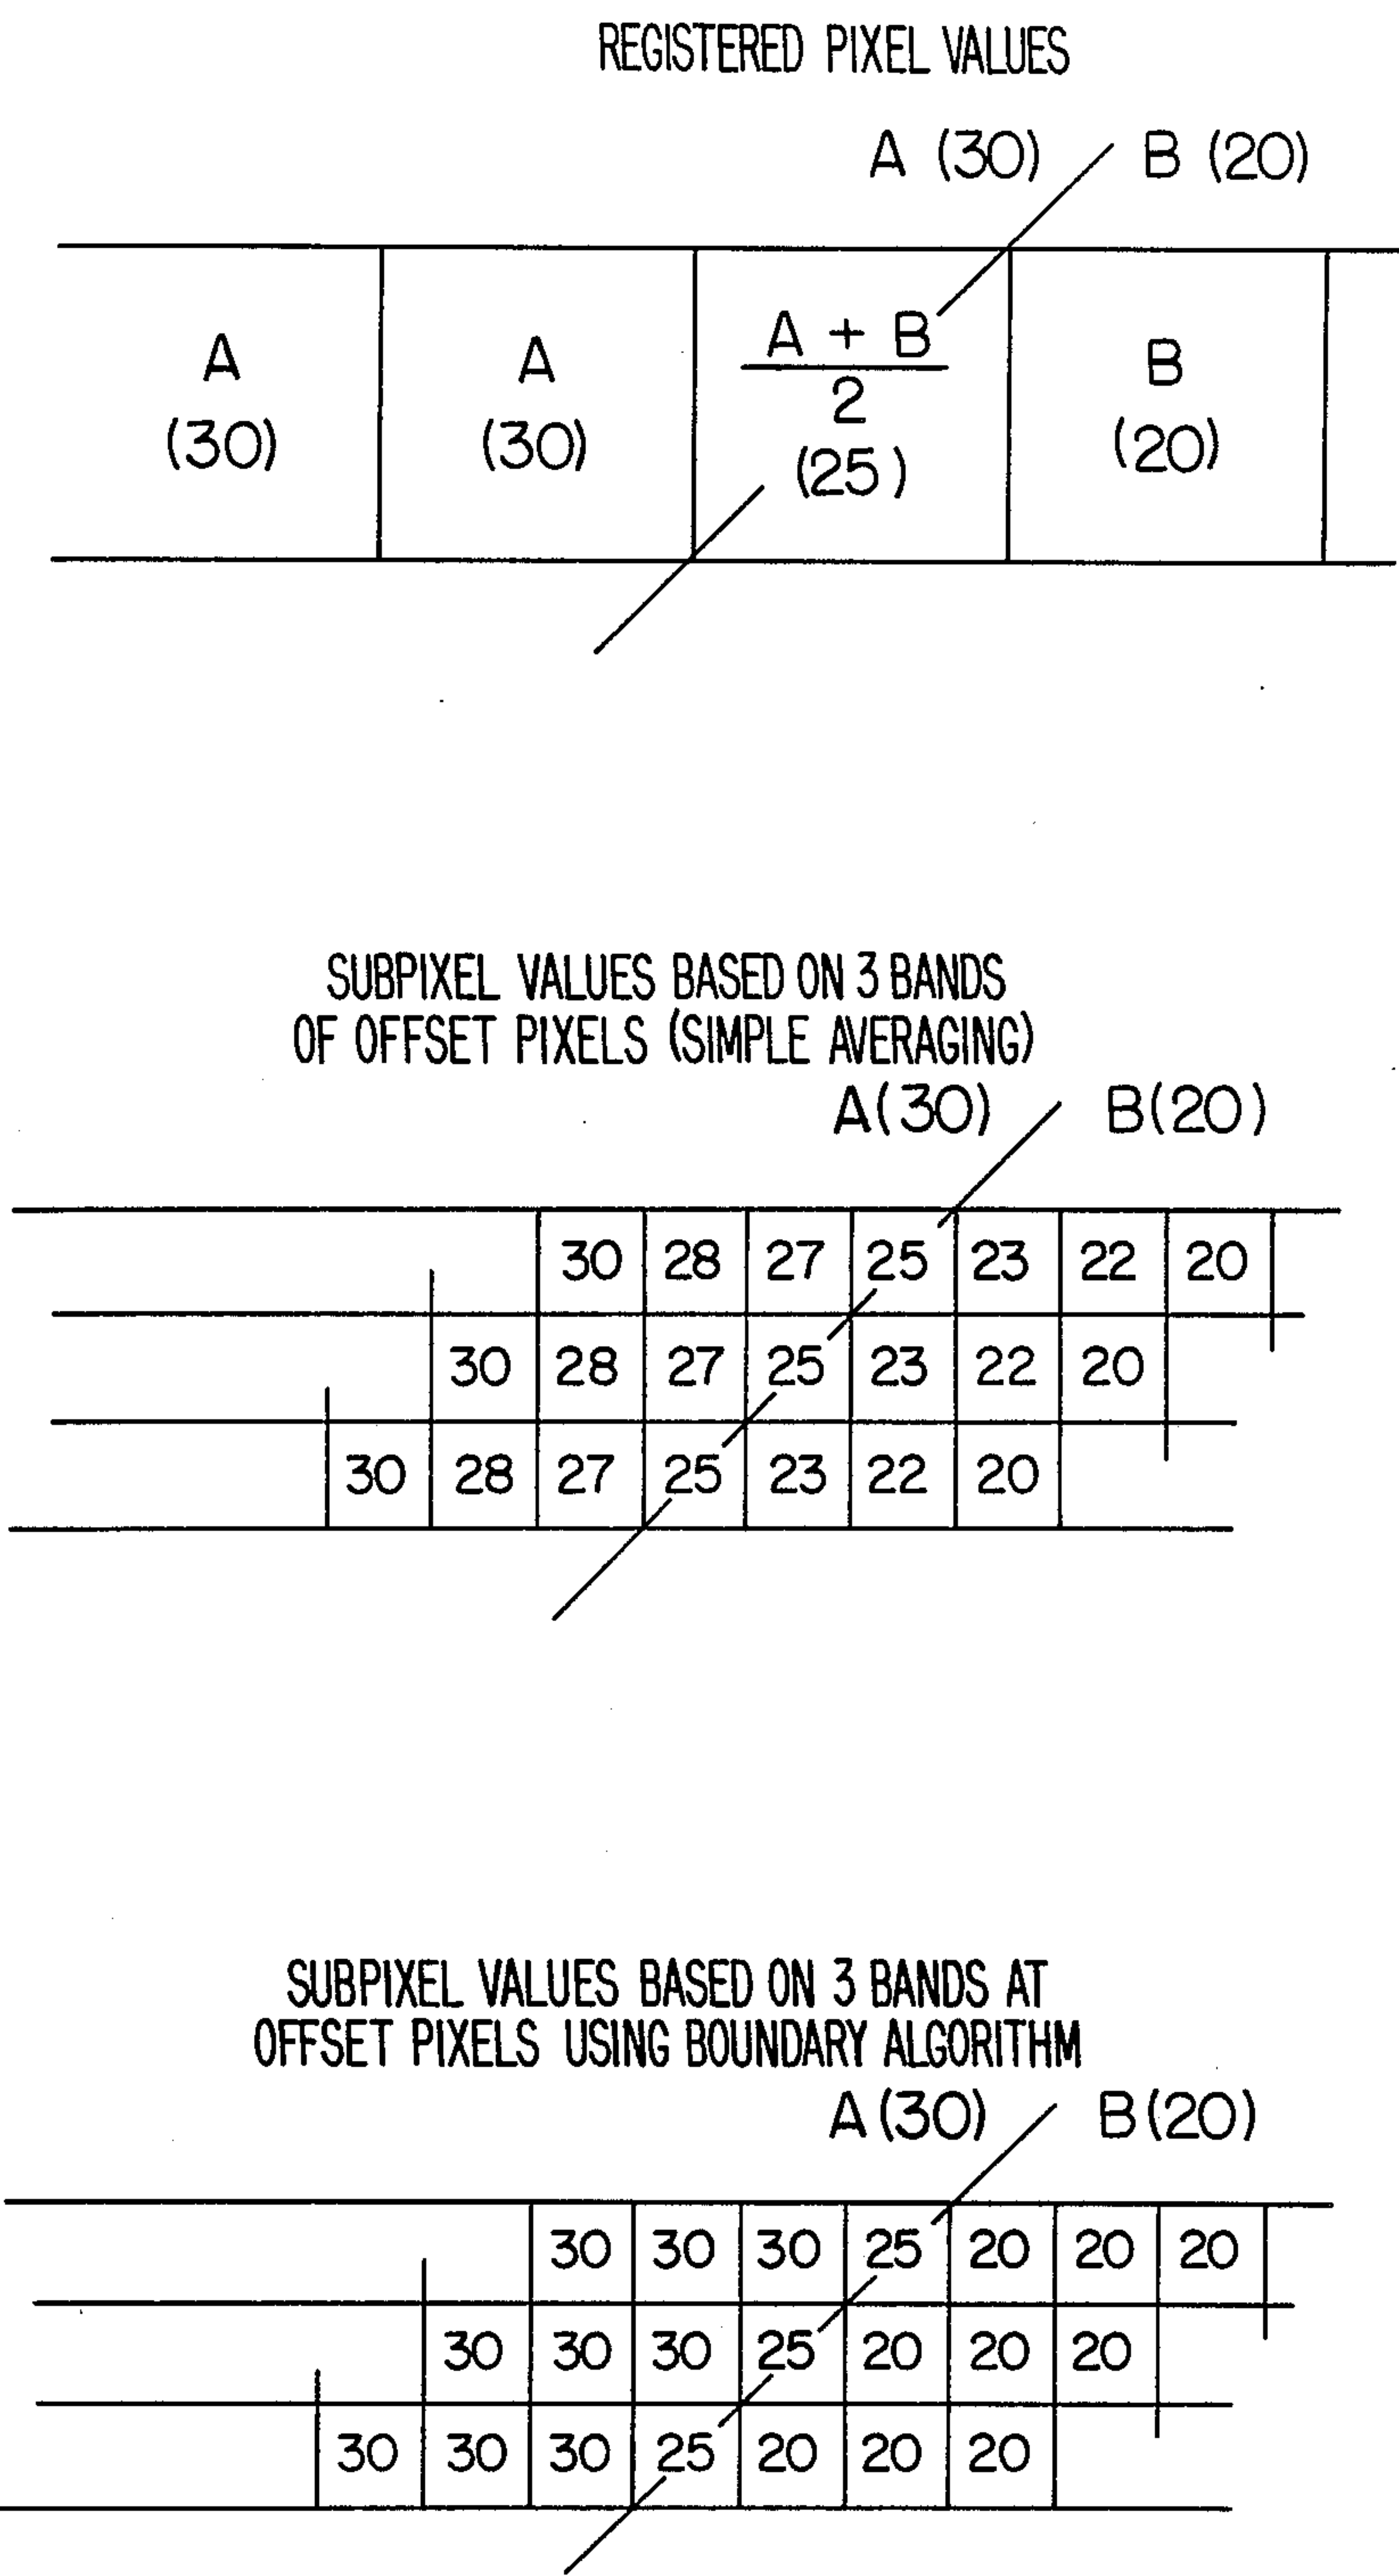 REGISTERED PIXEL VALUES
A (30) B (20)
A A A + B B
(30) (30) 2 (20)
(25)
SUBPIXEL VALUES BASED ON 3 BANDS
OF OFFSET PIXELS (SIMPLE AVERAGING)
A(30) B(20)
30 28 27 25 23 22 20
30 28 27 25 23 22 20
30 28 27 25 23 22 20
SUBPIXEL VALUES BASED ON 3 BANDS AT
OFFSET PIXELS USING BOUNDARY ALGORITHM
A (30) B (20)
30 30 30 25 20 20 20
30 30 30 25 20 20 20
30 30 30 25 20 20 20